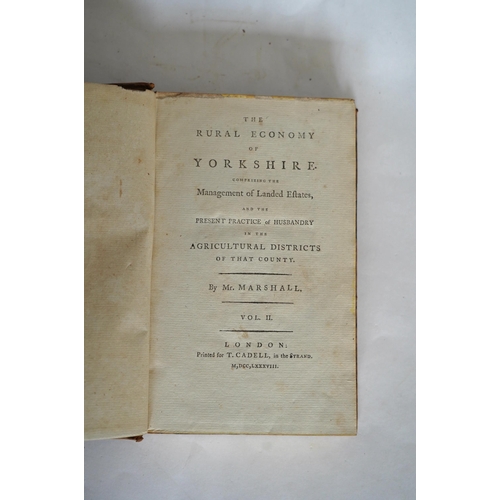 THE
RURAL ECONOMY
OF
YORKSHIRE.
COMPRIZING THE
Management of Landed Eſtates,
AND THE
PRESENT PRACTICE of HUSBANDRY
IN THE
AGRICULTURAL DISTRICTS
OF THAT COUNTY.
By Mr. MARSHALL.
VOL. II.
LONDON:
Printed for T. CADELL, in the STRAND.
M,DCC,LXXXVIII.